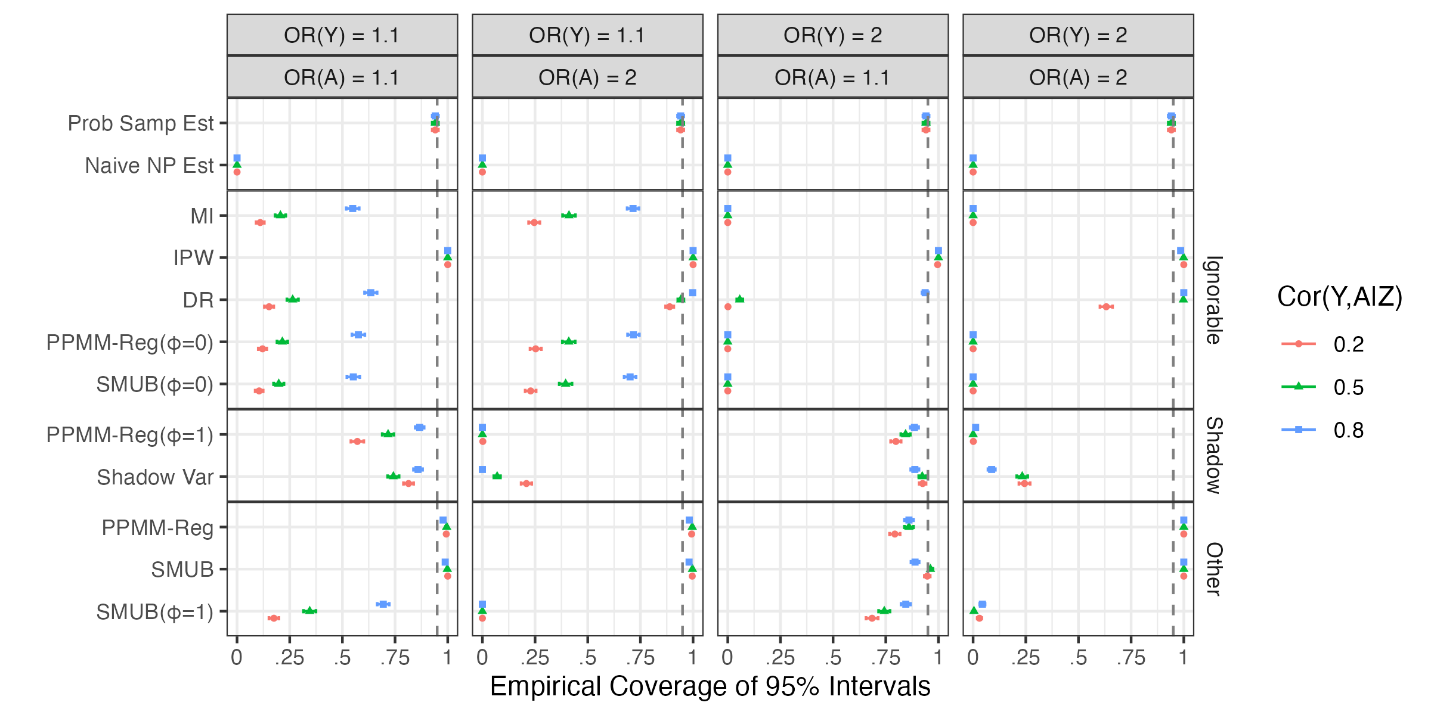 OR(Y) = 1.1 OR(Y) = 1.1 OR(Y) = 2 OR(Y) = 2
OR(A) = 1.1 OR(A) = 2 OR(A) = 1.1 OR(A) = 2
Prob Samp Est
Naive NP Est
MI
IPW
DR
PPMM-Reg(φ=0)
SMUB(φ=0)
Ignorable
PPMM-Reg(φ=1)
Shadow Var
Shadow
PPMM-Reg
SMUB
SMUB(φ=1)
Other
0 .25 .5 .75 1 0 .25 .5 .75 1 0 .25 .5 .75 1 0 .25 .5 .75 1
Empirical Coverage of 95% Intervals
Cor(Y,A|Z)
0.2
0.5
0.8